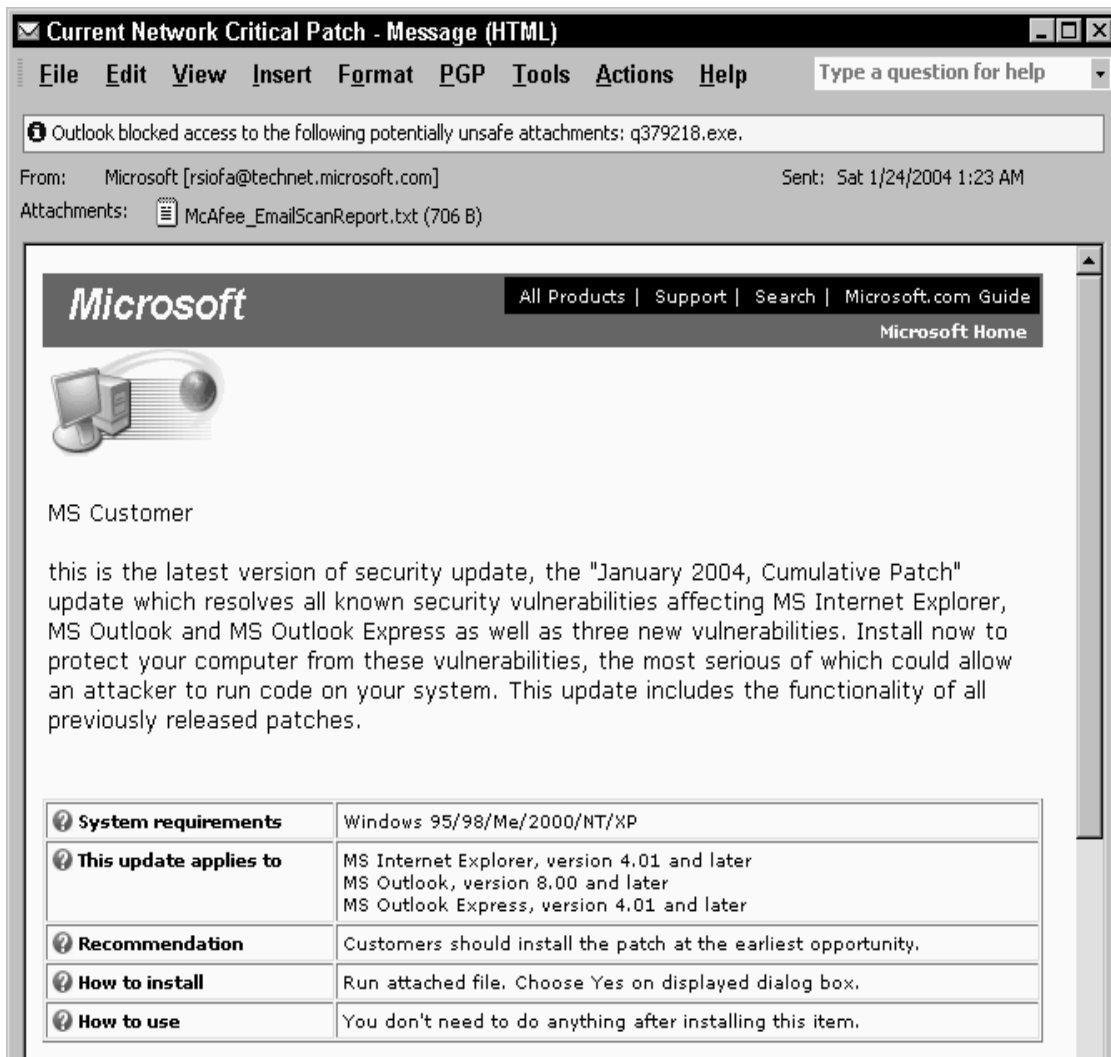 Current Network Critical Patch - Message (HTML)
File Edit View Insert Format PGP Tools Actions Help Type a question for help
Outlook blocked access to the following potentially unsafe attachments: q379218.exe.
From: Microsoft [rsiofa@technet.microsoft.com] Sent: Sat 1/24/2004 1:23 AM
Attachments: McAfee_EmailScanReport.txt (706 B)
Microsoft All Products | Support | Search | Microsoft.com Guide
Microsoft Home
MS Customer
this is the latest version of security update, the "January 2004, Cumulative Patch"
update which resolves all known security vulnerabilities affecting MS Internet Explorer,
MS Outlook and MS Outlook Express as well as three new vulnerabilities. Install now to
protect your computer from these vulnerabilities, the most serious of which could allow
an attacker to run code on your system. This update includes the functionality of all
previously released patches.
System requirements Windows 95/98/Me/2000/NT/XP
This update applies to MS Internet Explorer, version 4.01 and later
MS Outlook, version 8.00 and later
MS Outlook Express, version 4.01 and later
Recommendation Customers should install the patch at the earliest opportunity.
How to install Run attached file. Choose Yes on displayed dialog box.
How to use You don't need to do anything after installing this item.